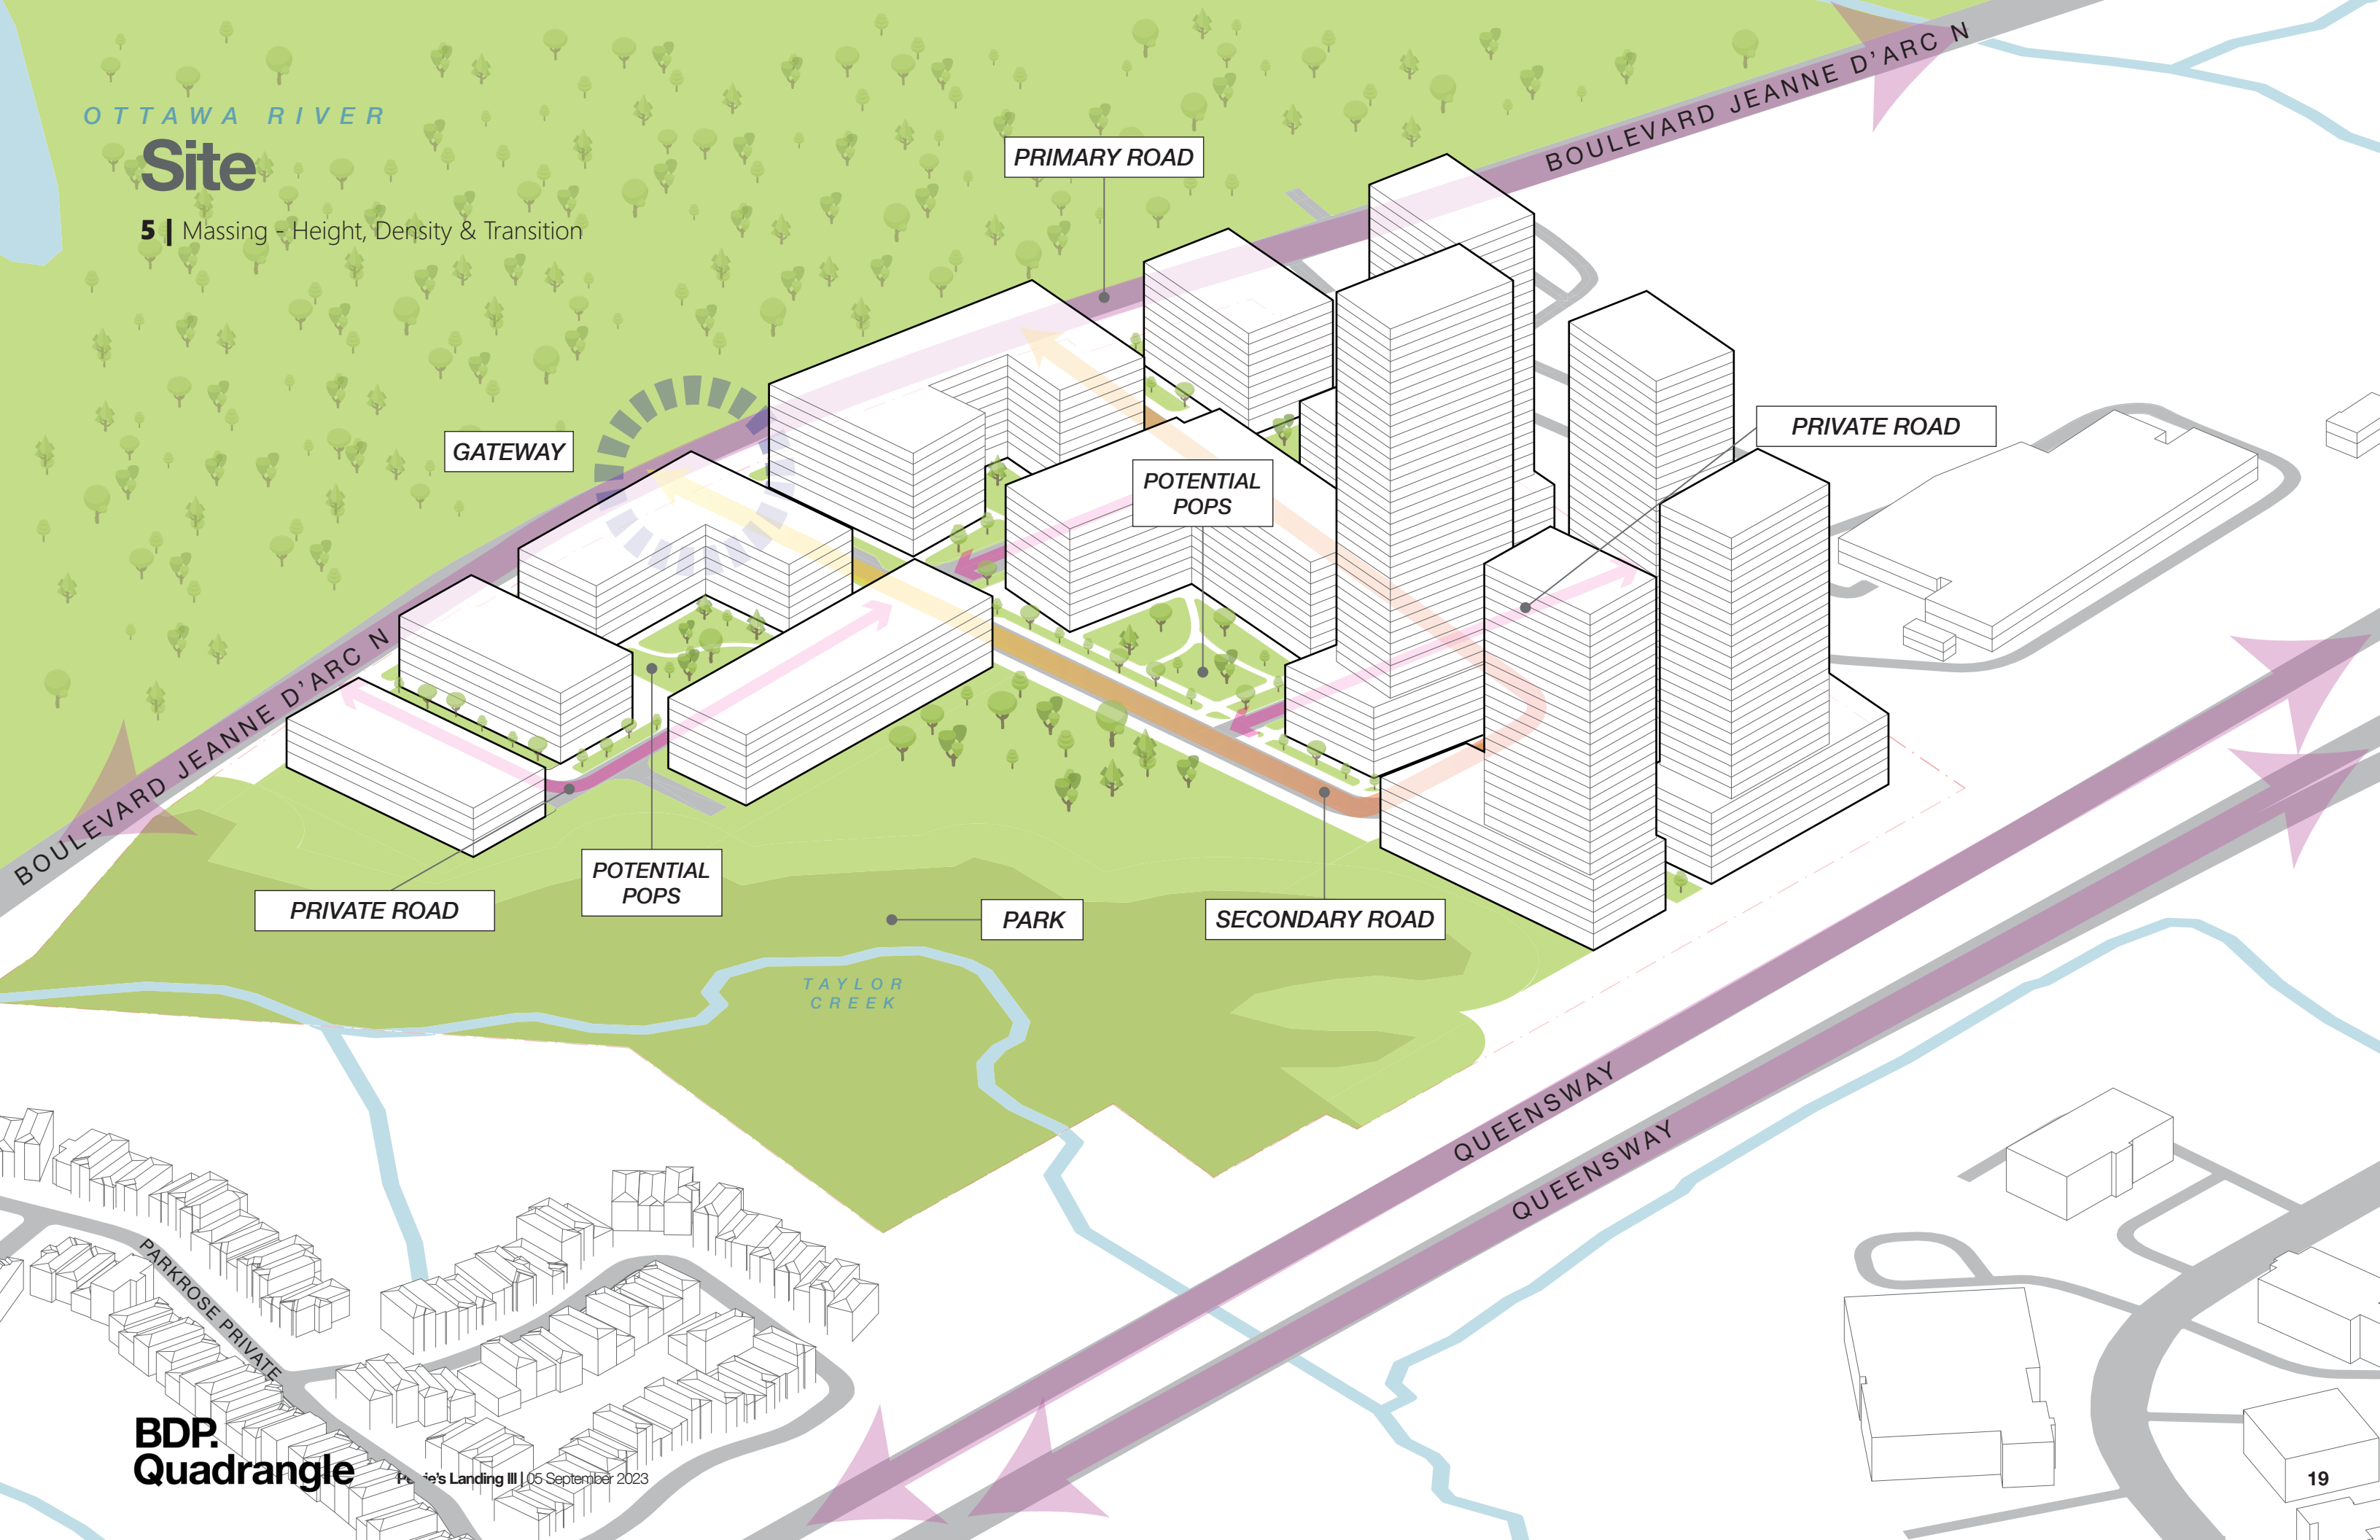 OTTAWA RIVER
Site
5 | Massing - Height, Density & Transition
BOULEVARD JEANNE D'ARC N
PRIMARY ROAD
GATEWAY
PRIVATE ROAD
POTENTIAL
POPS
BOULEVARD JEANNE D'ARC N
POTENTIAL
POPS
PRIVATE ROAD
PARK
SECONDARY ROAD
TAYLOR
CREEK
QUEENSWAY
QUEENSWAY
PARKROSE PRIVATE
BDP.
Quadrangle
Landing III | 05 September 2023
19